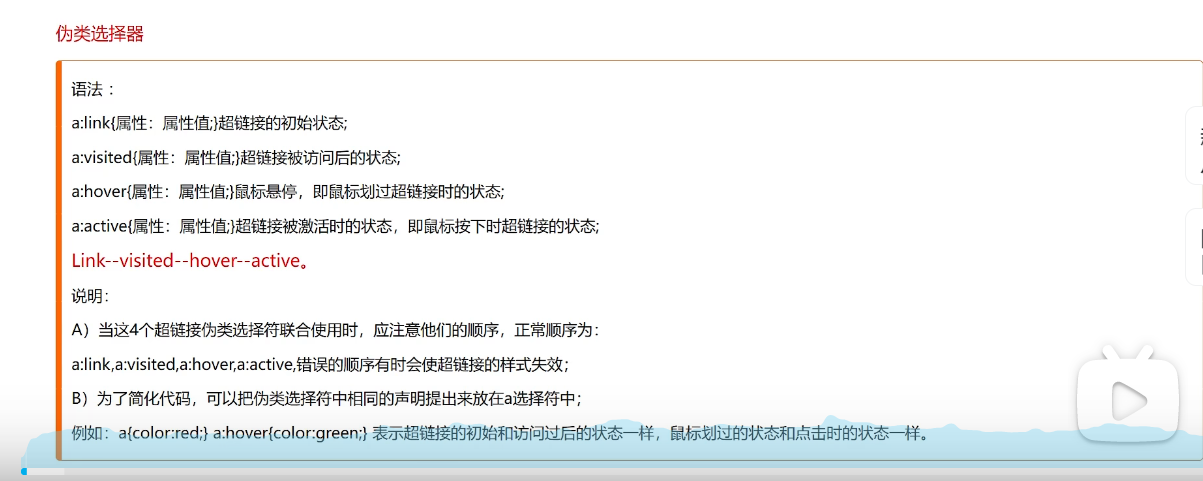 伪类选择器
语法 :
a:link{属性：属性值;}超链接的初始状态;
a:visited{属性：属性值;}超链接被访问后的状态;
a:hover{属性：属性值;}鼠标悬停，即鼠标划过超链接时的状态;
a:active{属性：属性值;}超链接被激活时的状态，即鼠标按下时超链接的状态;
Link--visited--hover--active。
说明：
A）当这4个超链接伪类选择符联合使用时，应注意他们的顺序，正常顺序为：
a:link,a:visited,a:hover,a:active,错误的顺序有时会使超链接的样式失效；
B）为了简化代码，可以把伪类选择符中相同的声明提出来放在a选择符中；
例如：a{color:red;} a:hover{color:green;} 表示超链接的初始和访问过后的状态一样，鼠标划过的状态和点击时的状态一样。